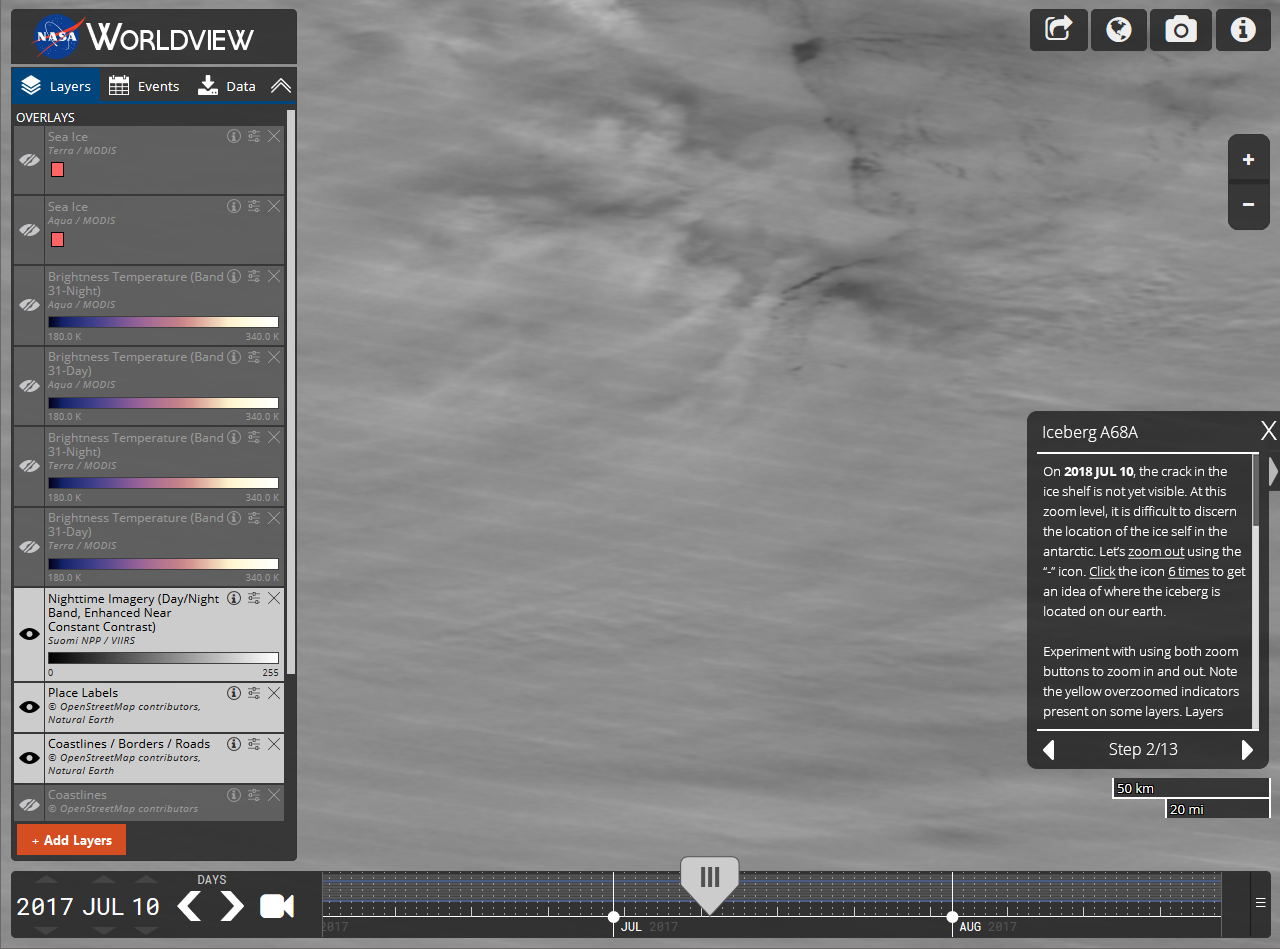 NASA WORLDVIEW
Layers Events Data
OVERLAYS
Sea Ice
Terra / MODIS
Sea Ice
Aqua / MODIS
Brightness Temperature (Band
31-Night)
Aqua / MODIS
180.0 K 340.0 K
Brightness Temperature (Band
31-Day)
Aqua / MODIS
180.0 K 340.0 K
Brightness Temperature (Band
31-Night)
Terra / MODIS
180.0 K 340.0 K
Brightness Temperature (Band
31-Day)
Terra / MODIS
180.0 K 340.0 K
Nighttime Imagery (Day/Night
Band, Enhanced Near
Constant Contrast)
Suomi NPP / VIIRS
0 255
Place Labels
© OpenStreetMap contributors,
Natural Earth
Coastlines / Borders / Roads
© OpenStreetMap contributors,
Natural Earth
Coastlines
© OpenStreetMap contributors
+ Add Layers
+
−
Iceberg A68A X
On 2018 JUL 10, the crack in the
ice shelf is not yet visible. At this
zoom level, it is difficult to discern
the location of the ice self in the
antarctic. Let's zoom out using the
“-” icon. Click the icon 6 times to get
an idea of where the iceberg is
located on our earth.
Experiment with using both zoom
buttons to zoom in and out. Note
the yellow overzoomed indicators
present on some layers. Layers
Step 2/13
50 km
20 mi
DAYS
2017 JUL 10
2017 JUL 2017 AUG 2017